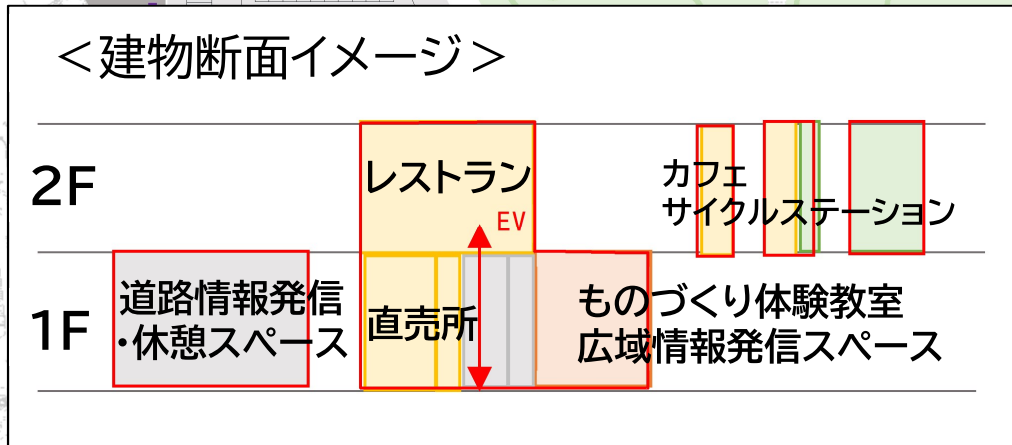 ＜建物断面イメージ＞
2F
レストラン
EV
カフェ
サイクルステーション
1F
道路情報発信
・休憩スペース
直売所
ものづくり体験教室
広域情報発信スペース